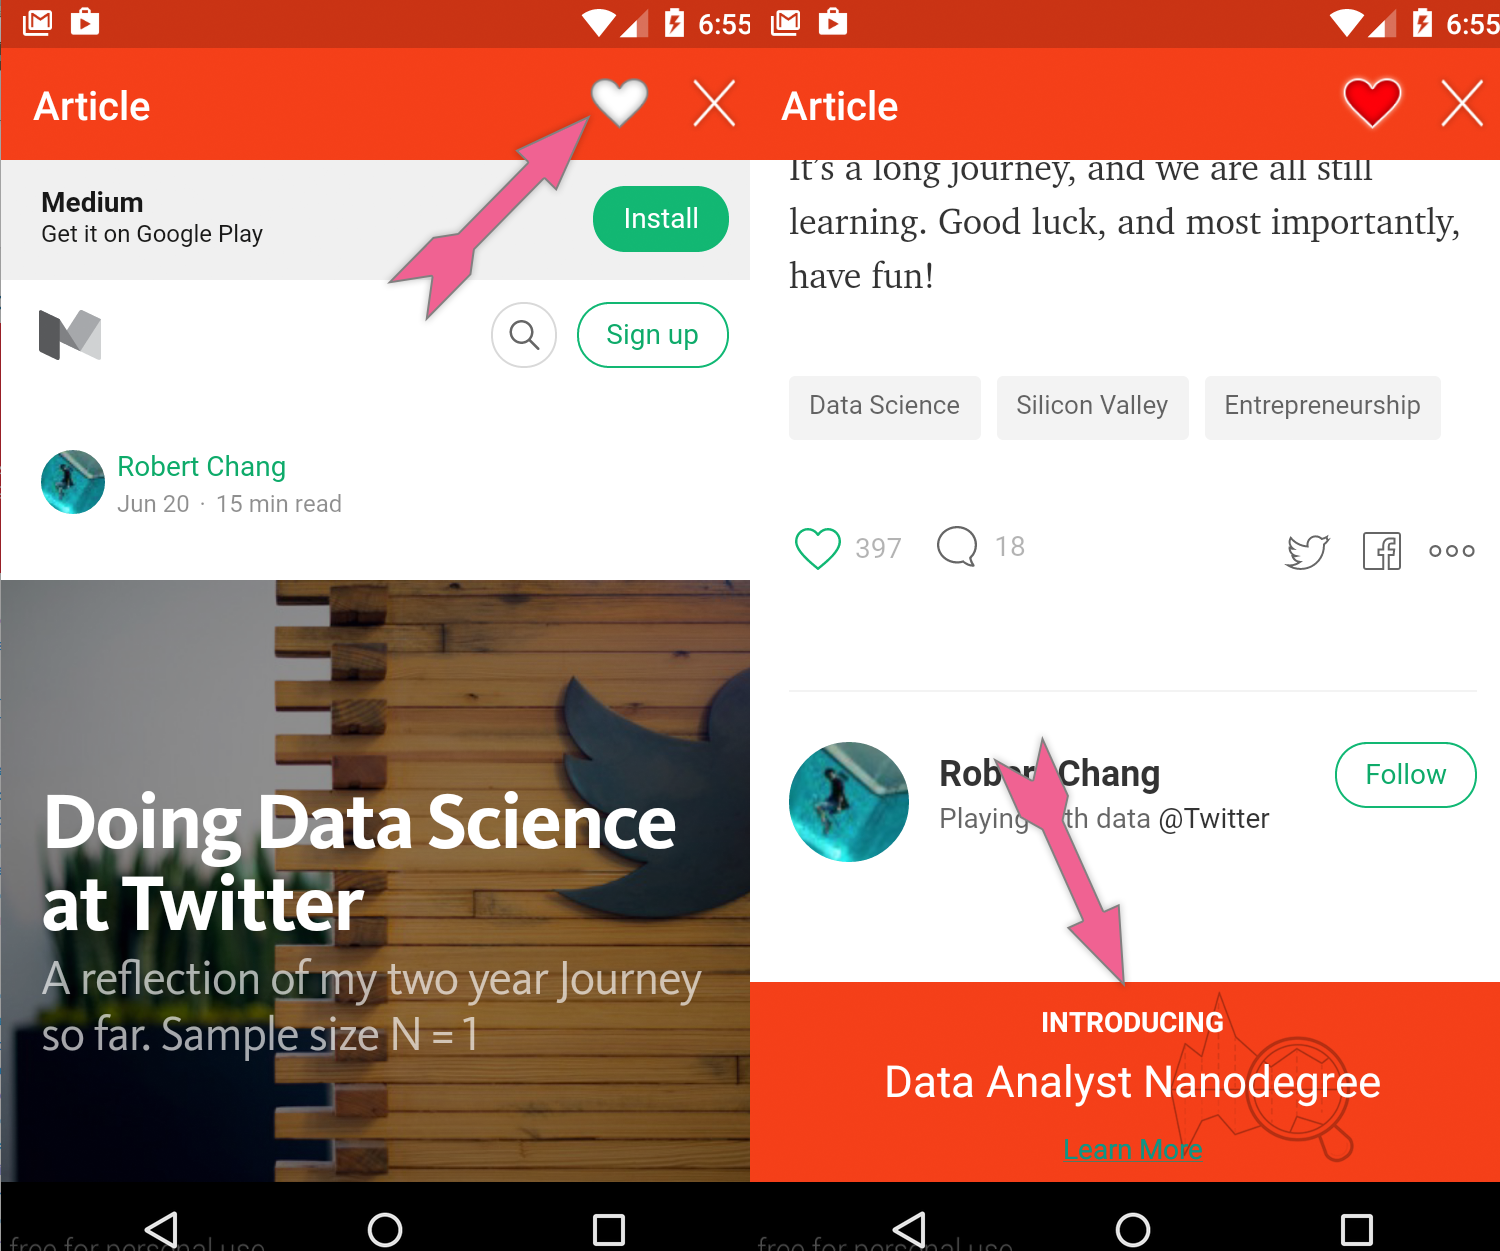 6:55
Article
Medium
Get it on Google Play
Install
Sign up
Robert Chang
Jun 20 · 15 min read
Doing Data Science
at Twitter
A reflection of my two year Journey
so far. Sample size N = 1
free for personal use
6:55
Article
It's a long journey, and we are all still
learning. Good luck, and most importantly,
have fun!
Data Science
Silicon Valley
Entrepreneurship
397
18
Robert Chang
Playing with data @Twitter
Follow
INTRODUCING
Data Analyst Nanodegree
Learn More
free for personal use